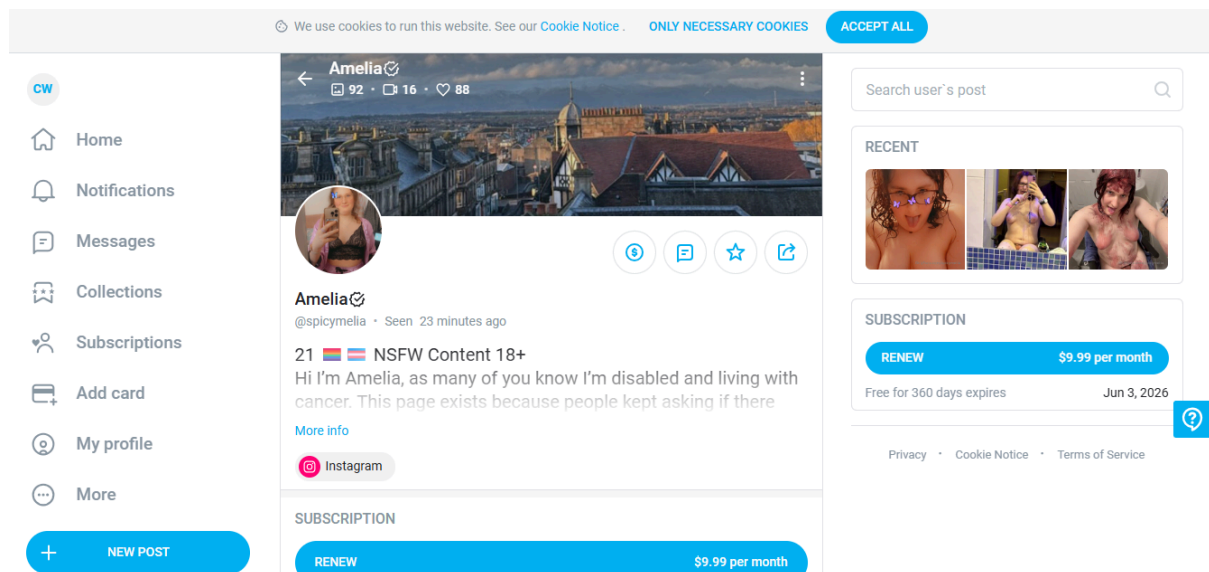 We use cookies to run this website. See our Cookie Notice .
ONLY NECESSARY COOKIES
ACCEPT ALL
CW
Home
Notifications
Messages
Collections
Subscriptions
Add card
My profile
More
NEW POST
Amelia
92 · 16 · 88
Amelia
@spicymelia · Seen 23 minutes ago
21 🏳️‍🌈 🏳️‍⚧️ NSFW Content 18+
Hi I'm Amelia, as many of you know I'm disabled and living with
cancer. This page exists because people kept asking if there
More info
Instagram
SUBSCRIPTION
RENEW $9.99 per month
Search user`s post
RECENT
SUBSCRIPTION
RENEW $9.99 per month
Free for 360 days expires Jun 3, 2026
Privacy · Cookie Notice · Terms of Service